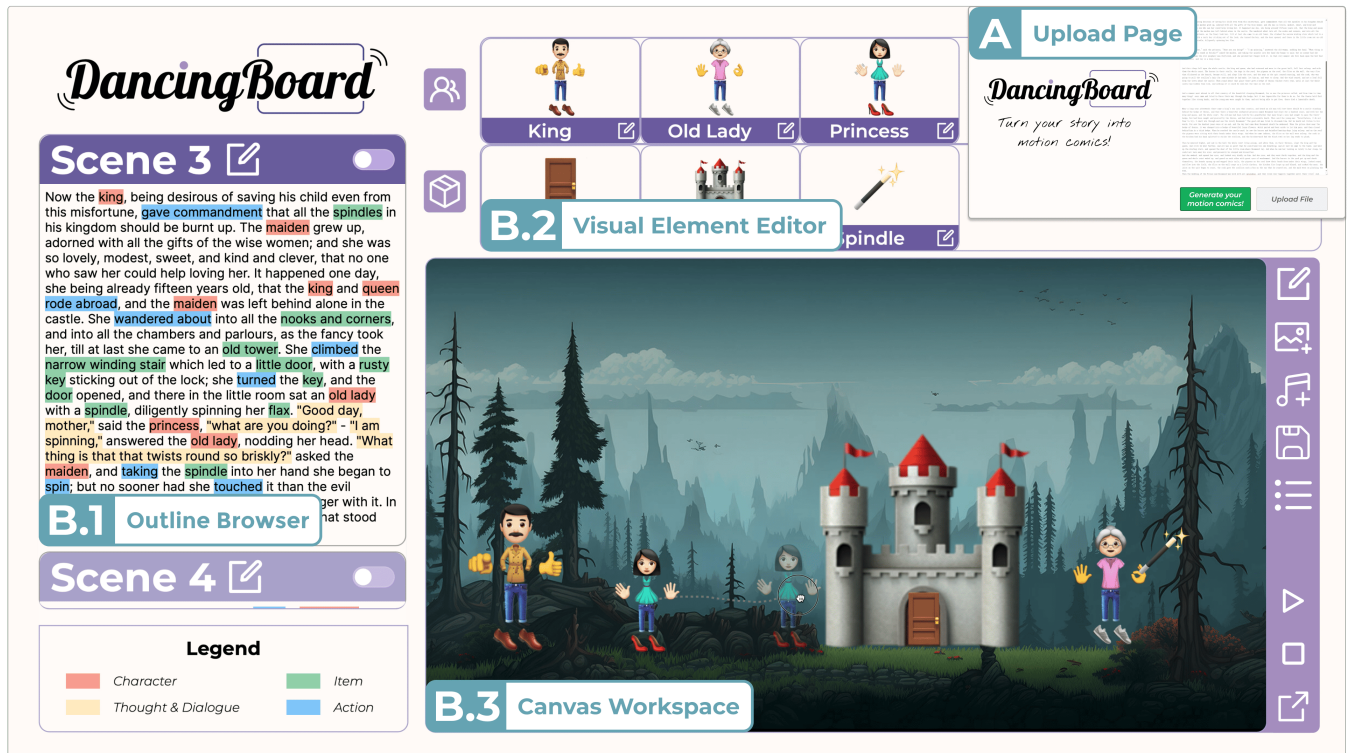 DancingBoard
Scene 3
Now the king, being desirous of saving his child even from
this misfortune, gave commandment that all the spindles in
his kingdom should be burnt up. The maiden grew up,
adorned with all the gifts of the wise women; and she was
so lovely, modest, sweet, and kind and clever, that no one
who saw her could help loving her. It happened one day,
she being already fifteen years old, that the king and queen
rode abroad, and the maiden was left behind alone in the
castle. She wandered about into all the nooks and corners,
and into all the chambers and parlours, as the fancy took
her, till at last she came to an old tower. She climbed the
narrow winding stair which led to a little door, with a rusty
key sticking out of the lock; she turned the key, and the
door opened, and there in the little room sat an old lady
with a spindle, diligently spinning her flax. "Good day,
mother," said the princess, "what are you doing?" - "I am
spinning," answered the old lady, nodding her head. "What
thing is that that twists round so briskly?" asked the
maiden, and taking the spindle into her hand she began to
spin; but no sooner had she touched it than the evil
ger with it. In
hat stood
B.1 Outline Browser
Scene 4
Legend
Character
Item
Thought & Dialogue
Action
King
Old Lady
Princess
B.2 Visual Element Editor
pindle
A Upload Page
DancingBoard
Turn your story into
motion comics!
Generate your
motion comics!
Upload File
B.3 Canvas Workspace